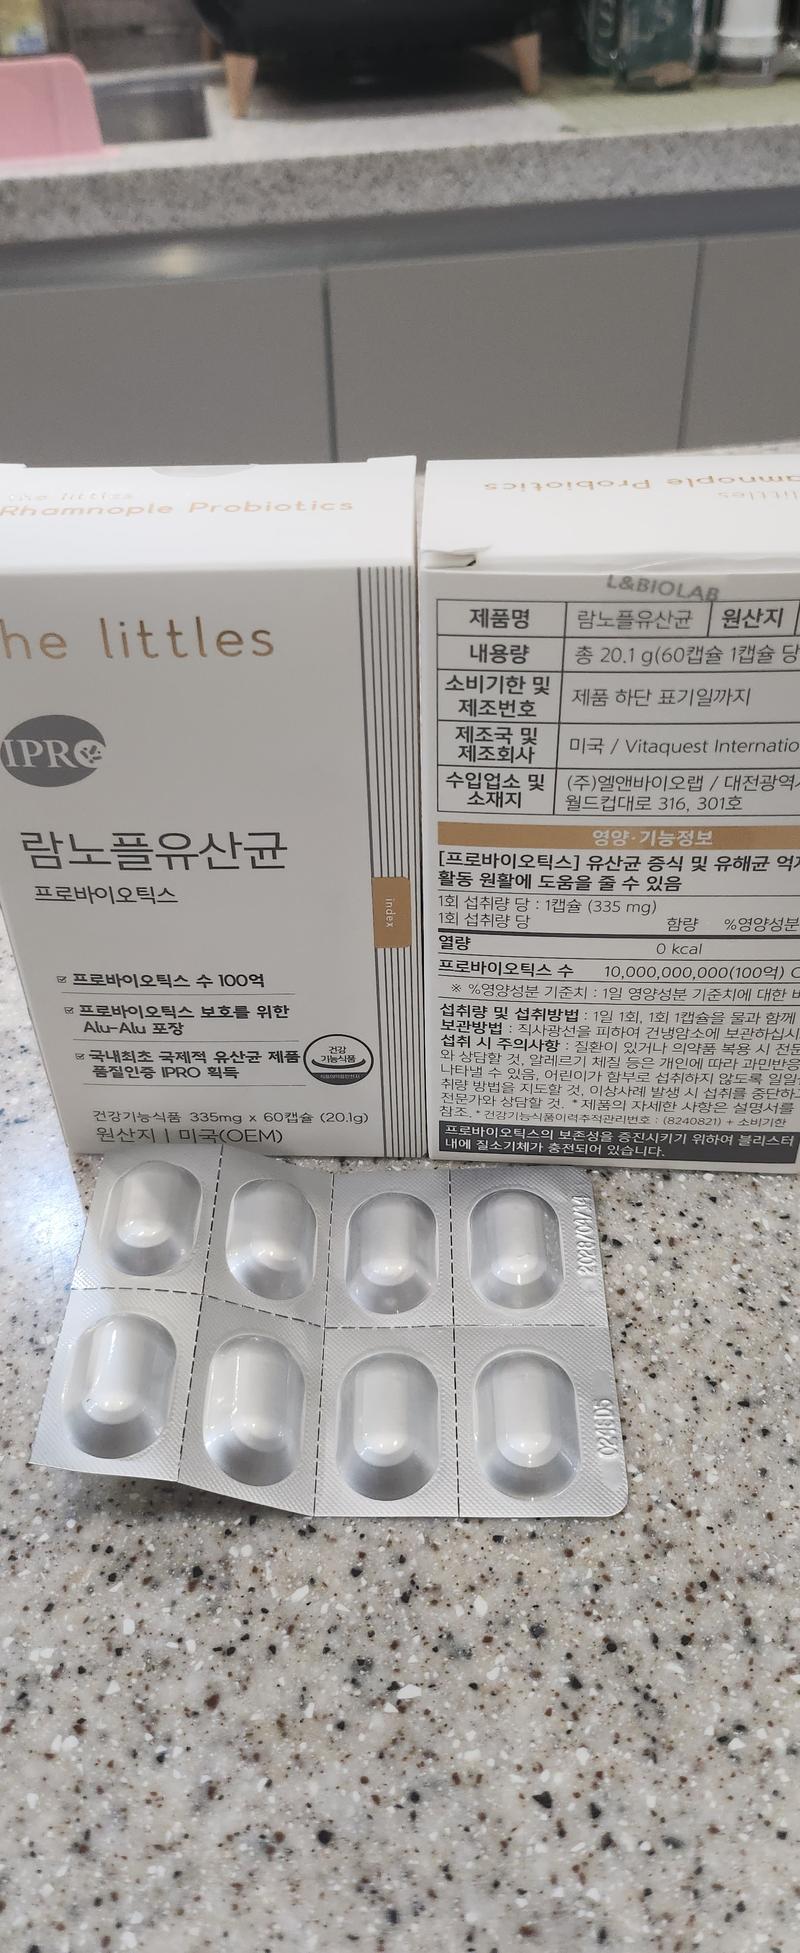 the littles
Rhamnople Probiotics
he littles
IPRO
람노플유산균
프로바이오틱스
index
프로바이오틱스 수 100억
프로바이오틱스 보호를 위한
Alu-Alu 포장
국내최초 국제적 유산균 제품
품질인증 IPRO 획득
건강
기능식품
식품의약품안전처
건강기능식품 335mg x 60캡슐 (20.1g)
원산지 | 미국(OEM)
amnople Probiotics
littles
L&BIOLAB
제품명 람노플유산균 원산지
내용량 총 20.1 g(60캡슐 1캡슐 당
소비기한 및
제조번호 제품 하단 표기일까지
제조국 및
제조회사 미국 / Vitaquest Internatio
수입업소 및
소재지 (주)엘앤바이오랩 / 대전광역시
월드컵대로 316, 301호
영양·기능정보
[프로바이오틱스] 유산균 증식 및 유해균 억제
활동 원활에 도움을 줄 수 있음
1회 섭취량 당 : 1캡슐 (335 mg)
1회 섭취량 당 함량 %영양성분
열량 0 kcal
프로바이오틱스 수 10,000,000,000(100억) C
※ %영양성분 기준치 : 1일 영양성분 기준치에 대한 비
섭취량 및 섭취방법 : 1일 1회, 1회 1캡슐을 물과 함께
보관방법 : 직사광선을 피하여 건냉암소에 보관하십시
섭취 시 주의사항 : 질환이 있거나 의약품 복용 시 전문
와 상담할 것, 알레르기 체질 등은 개인에 따라 과민반응
나타낼 수 있음, 어린이가 함부로 섭취하지 않도록 일일
취량 방법을 지도할 것, 이상사례 발생 시 섭취를 중단하고
전문가와 상담할 것. *제품의 자세한 사항은 설명서를
참조. *건강기능식품이력추적관리번호 : (8240821) + 소비기한
프로바이오틱스의 보존성을 증진시키기 위하여 블리스터
내에 질소기체가 충전되어 있습니다.